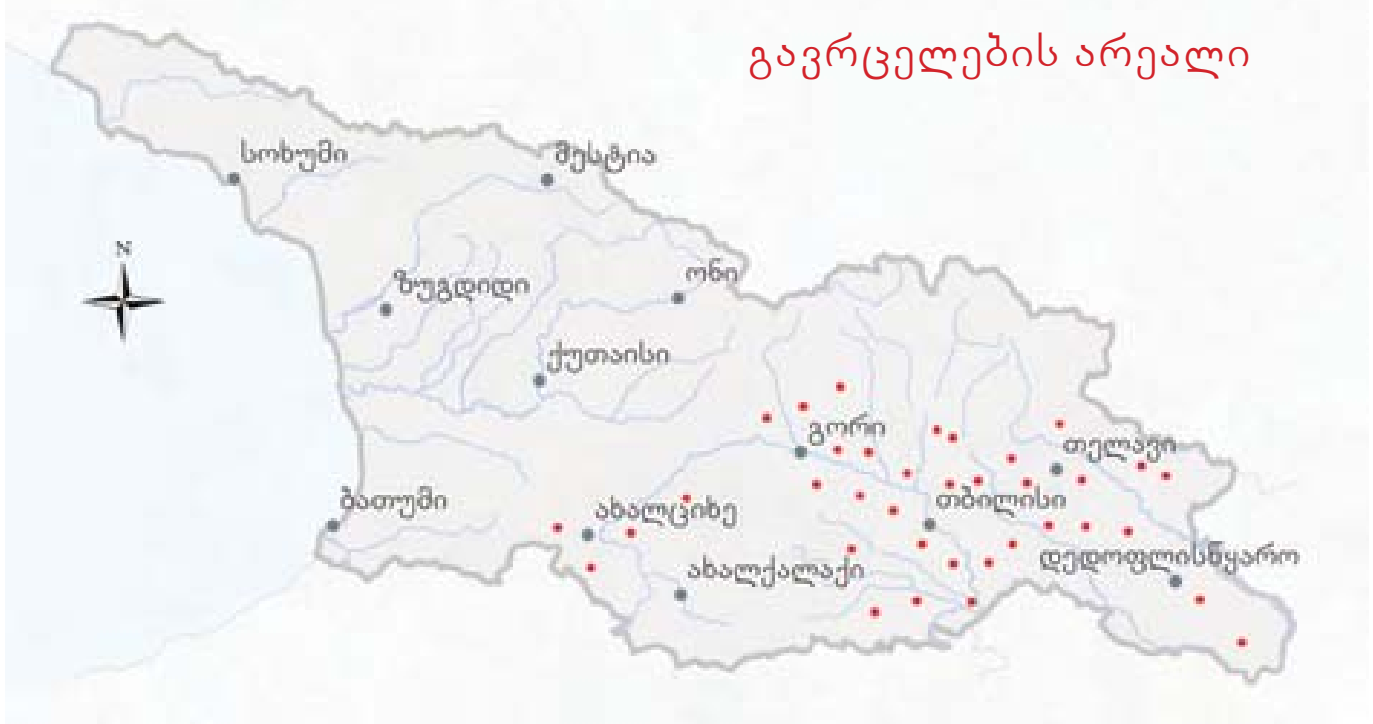 გავრცელების არეალი
სოხუმი
მესტია
N
ონი
ზუგდიდი
ქუთაისი
გორი
თელავი
ბათუმი
ახალციხე
თბილისი
დედოფლისწყარო
ახალქალაქი